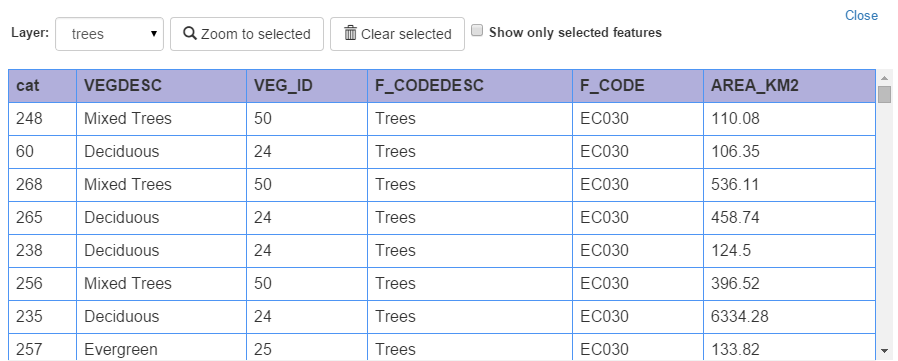 Close
Layer: trees Zoom to selected Clear selected Show only selected features
cat VEGDESC VEG_ID F_CODEDESC F_CODE AREA_KM2
248 Mixed Trees 50 Trees EC030 110.08
60 Deciduous 24 Trees EC030 106.35
268 Mixed Trees 50 Trees EC030 536.11
265 Deciduous 24 Trees EC030 458.74
238 Deciduous 24 Trees EC030 124.5
256 Mixed Trees 50 Trees EC030 396.52
235 Deciduous 24 Trees EC030 6334.28
257 Evergreen 25 Trees EC030 133.82